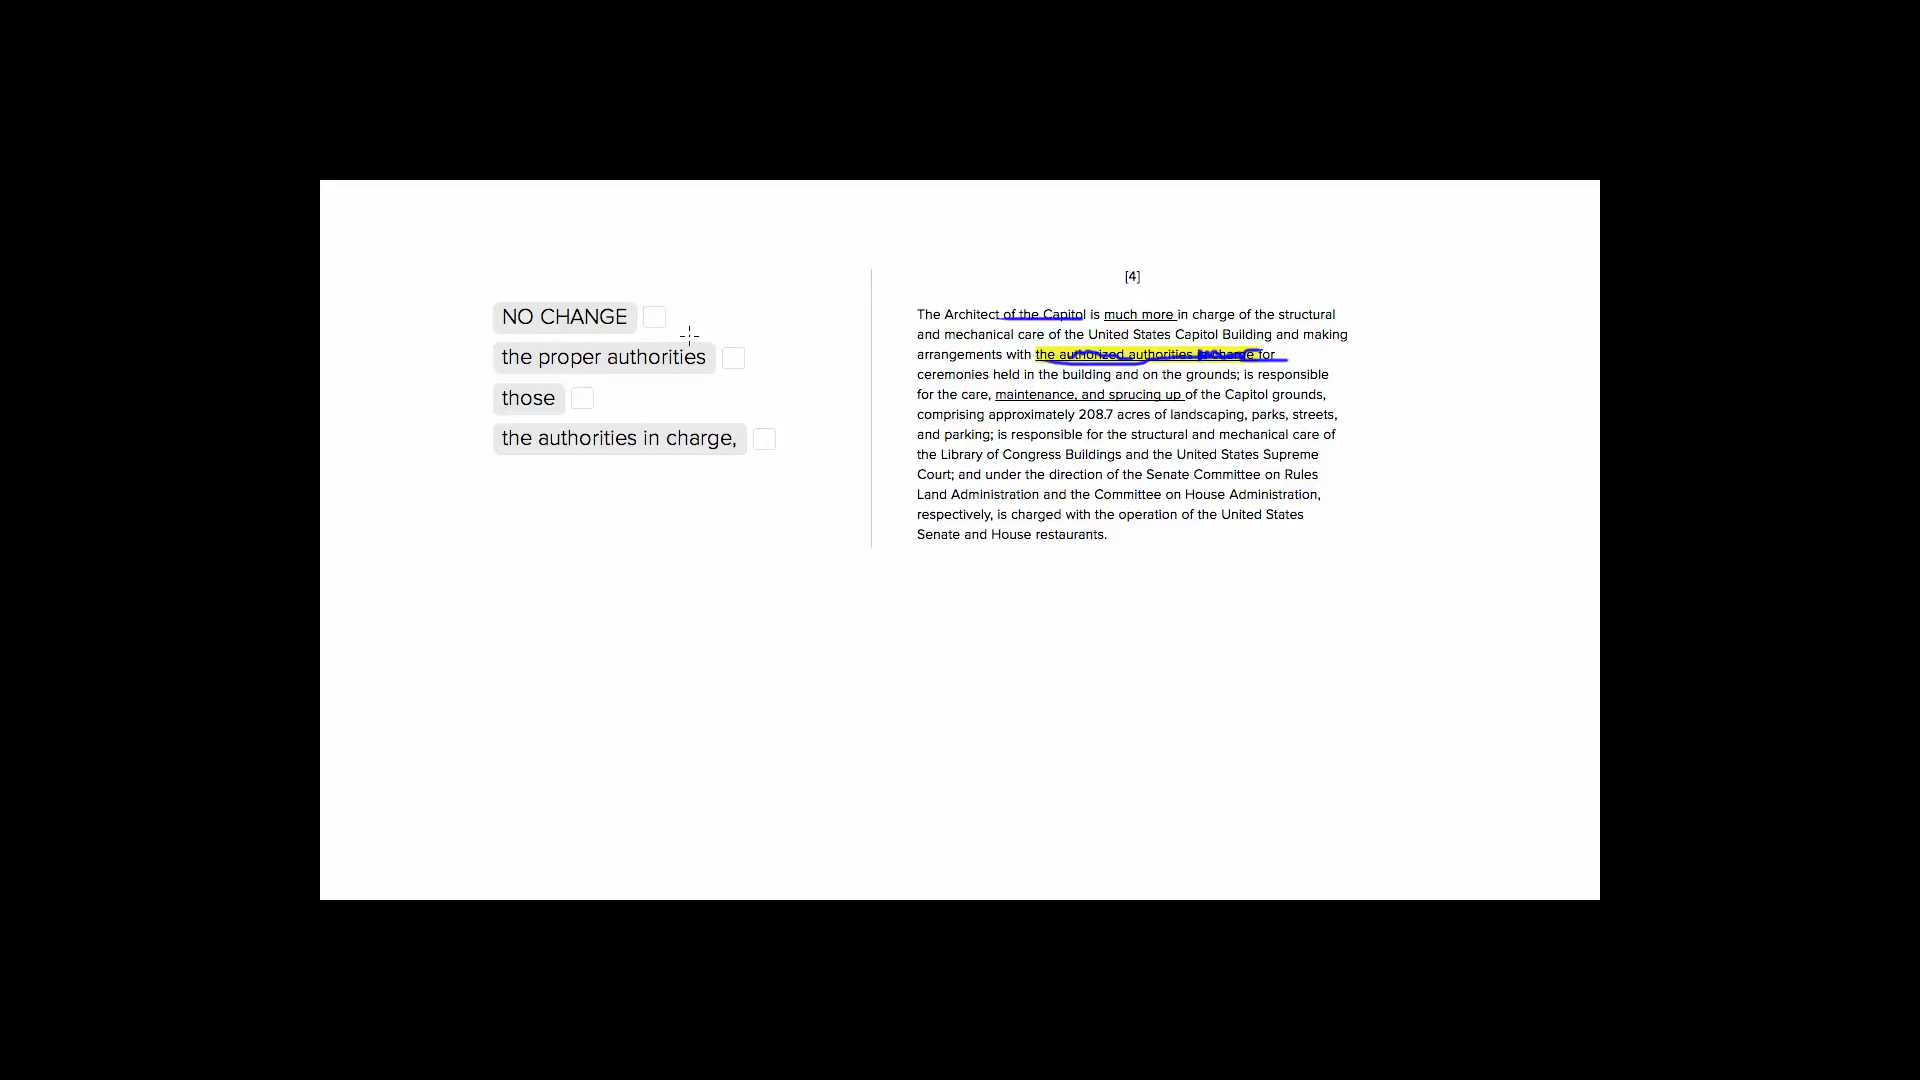 NO CHANGE
the proper authorities
those
the authorities in charge,
[4]
The Architect of the Capitol is much more in charge of the structural
and mechanical care of the United States Capitol Building and making
arrangements with the authorized authorities in charge for
ceremonies held in the building and on the grounds; is responsible
for the care, maintenance, and sprucing up of the Capitol grounds,
comprising approximately 208.7 acres of landscaping, parks, streets,
and parking; is responsible for the structural and mechanical care of
the Library of Congress Buildings and the United States Supreme
Court; and under the direction of the Senate Committee on Rules
Land Administration and the Committee on House Administration,
respectively, is charged with the operation of the United States
Senate and House restaurants.